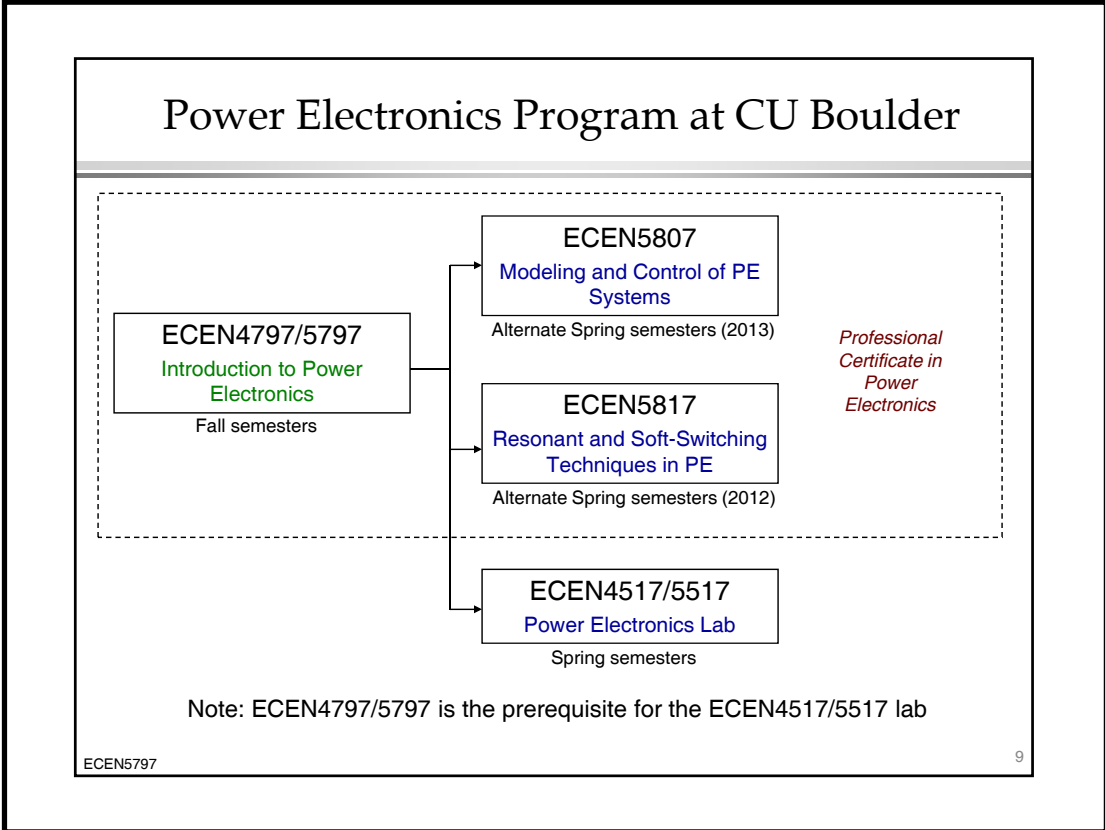 Power Electronics Program at CU Boulder
ECEN4797/5797
Introduction to Power
Electronics
Fall semesters
ECEN5807
Modeling and Control of PE
Systems
Alternate Spring semesters (2013)
ECEN5817
Resonant and Soft-Switching
Techniques in PE
Alternate Spring semesters (2012)
Professional
Certificate in
Power
Electronics
ECEN4517/5517
Power Electronics Lab
Spring semesters
Note: ECEN4797/5797 is the prerequisite for the ECEN4517/5517 lab
ECEN5797
9